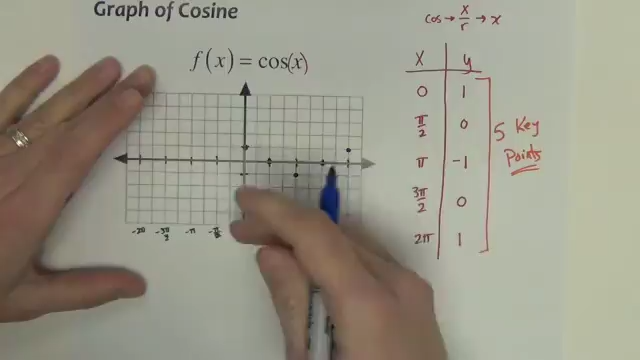 Graph of Cosine
cos → x/r → x
f(x) = cos(x)
x y
0 1
π/2 0
π -1
3π/2 0
2π 1
5 Key
Points
-2π -3π/2 -π -π/2